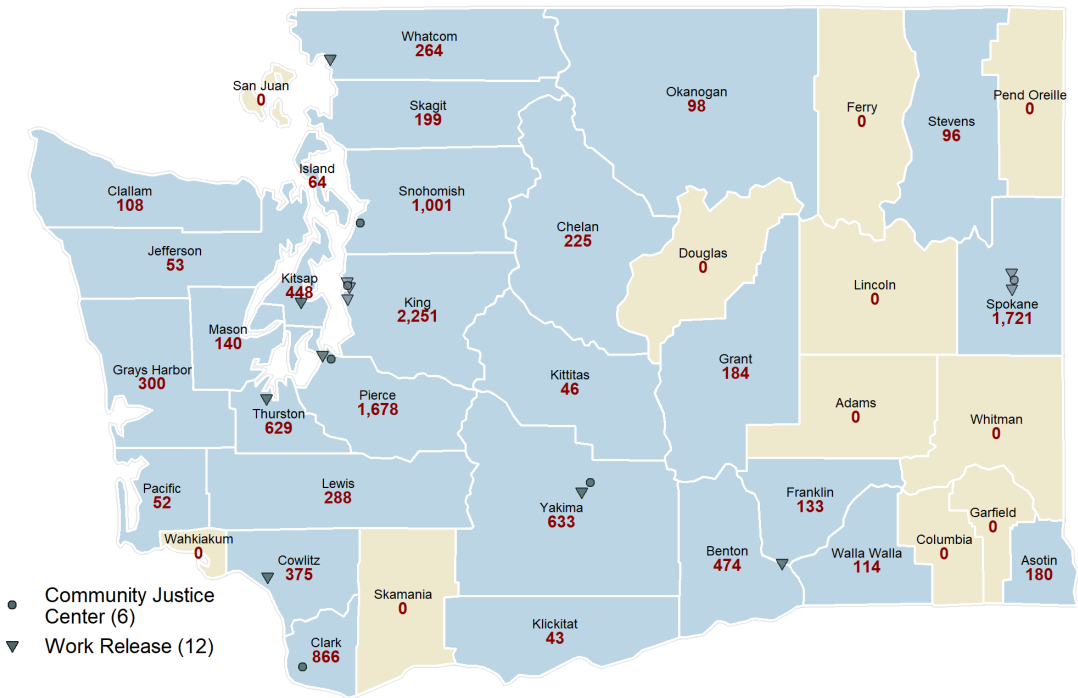 Whatcom
264
San Juan
0
Skagit
199
Okanogan
98
Ferry
0
Stevens
96
Pend Oreille
0
Island
64
Clallam
108
Snohomish
1,001
Chelan
225
Jefferson
53
Douglas
0
Kitsap
448
King
2,251
Lincoln
0
Spokane
1,721
Mason
140
Grays Harbor
300
Kittitas
46
Grant
184
Pierce
1,678
Thurston
629
Adams
0
Whitman
0
Pacific
52
Lewis
288
Yakima
633
Franklin
133
Garfield
0
Wahkiakum
0
Cowlitz
375
Benton
474
Walla Walla
114
Columbia
0
Asotin
180
Skamania
0
Klickitat
43
Clark
866
Community Justice
Center (6)
Work Release (12)